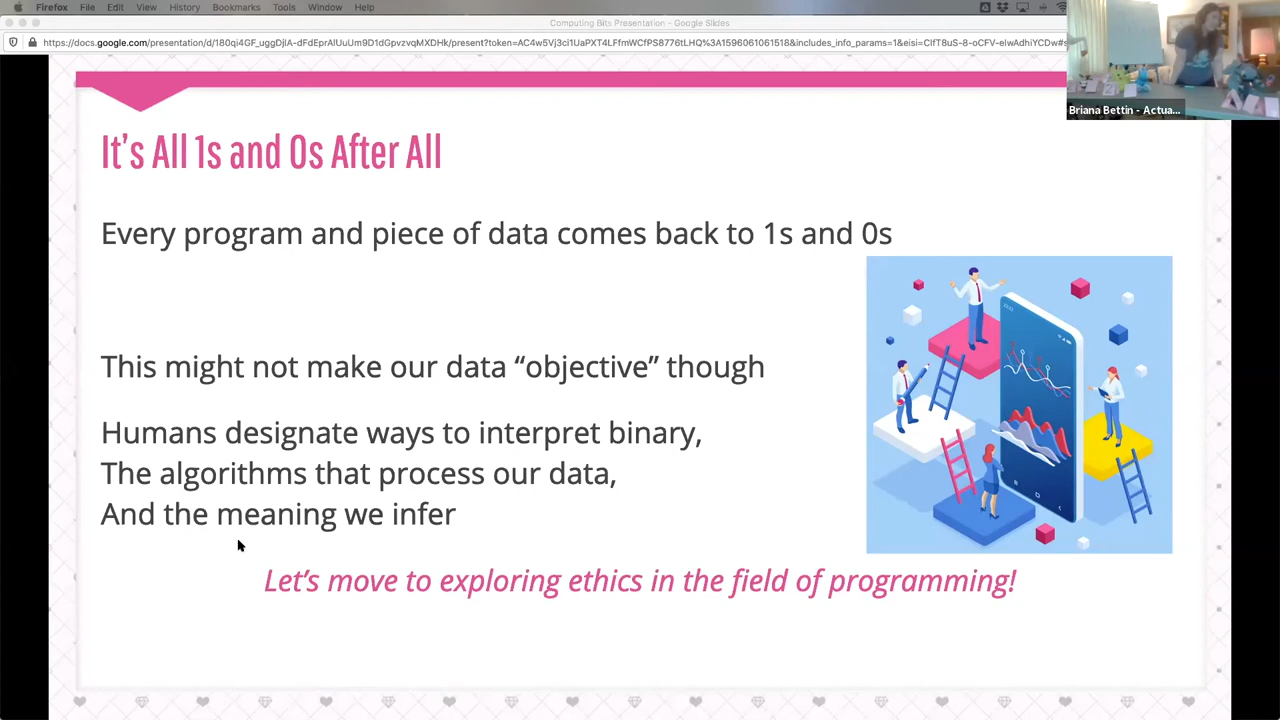 Firefox File Edit View History Bookmarks Tools Window Help
Computing Bits Presentation - Google Slides
It's All 1s and 0s After All
Every program and piece of data comes back to 1s and 0s
This might not make our data “objective” though
Humans designate ways to interpret binary,
The algorithms that process our data,
And the meaning we infer
Let's move to exploring ethics in the field of programming!
Briana Bettin - Actua...